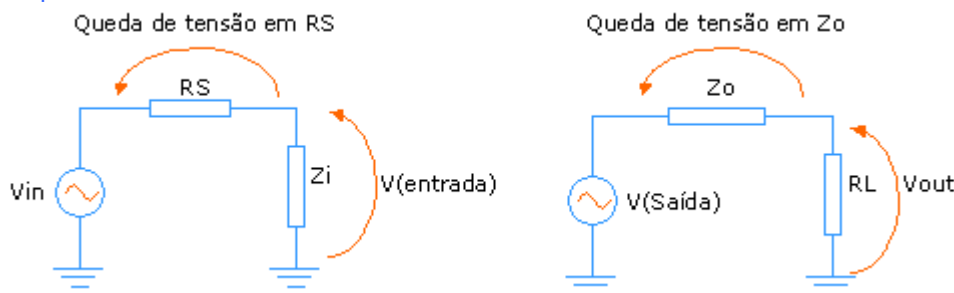 Queda de tensão em RS
RS
Vin
Zi
V(entrada)
Queda de tensão em Zo
Zo
V(Saída)
RL
Vout